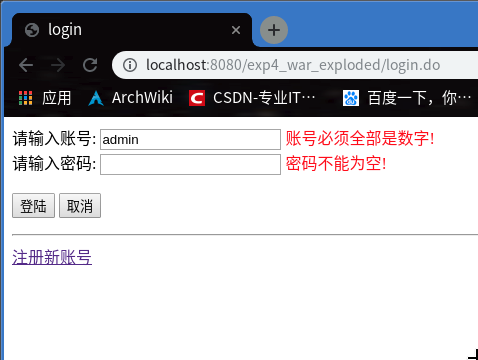 login
localhost:8080/exp4_war_exploded/login.do
应用 ArchWiki CSDN-专业IT… 百度一下，你…
请输入账号: admin 账号必须全部是数字!
请输入密码: 密码不能为空!
登陆 取消
注册新账号